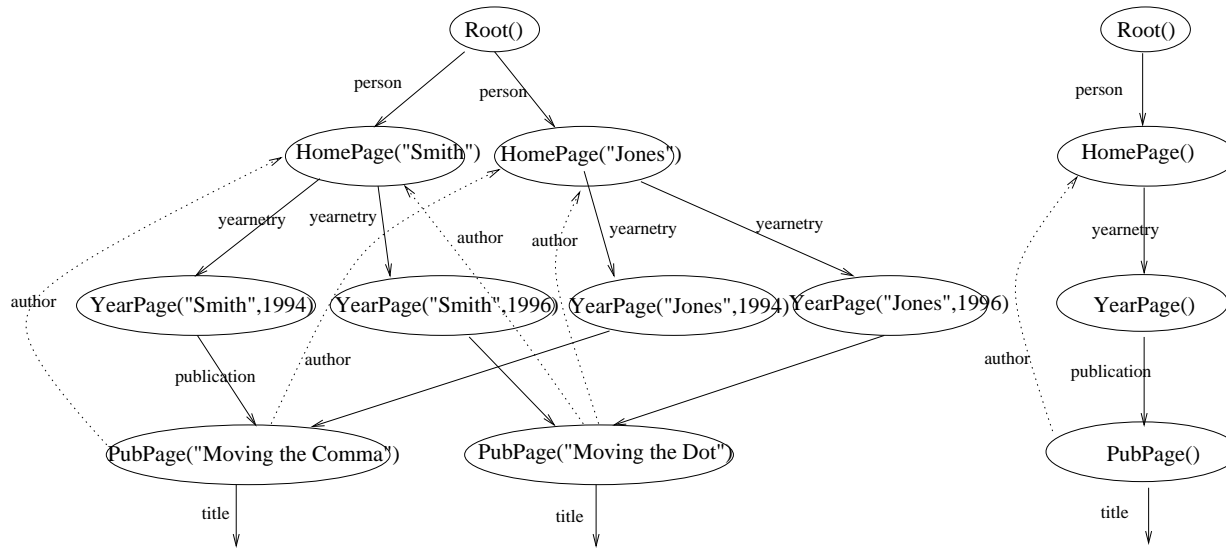 Root()
Root()
person
person
person
HomePage("Smith")
HomePage("Jones")
HomePage()
yearnetry
yearnetry
author
author
yearnetry
yearnetry
yearnetry
author
YearPage("Smith",1994)
YearPage("Smith",1996)
YearPage("Jones",1994)
YearPage("Jones",1996)
YearPage()
publication
author
author
publication
PubPage("Moving the Comma")
PubPage("Moving the Dot")
PubPage()
title
title
title